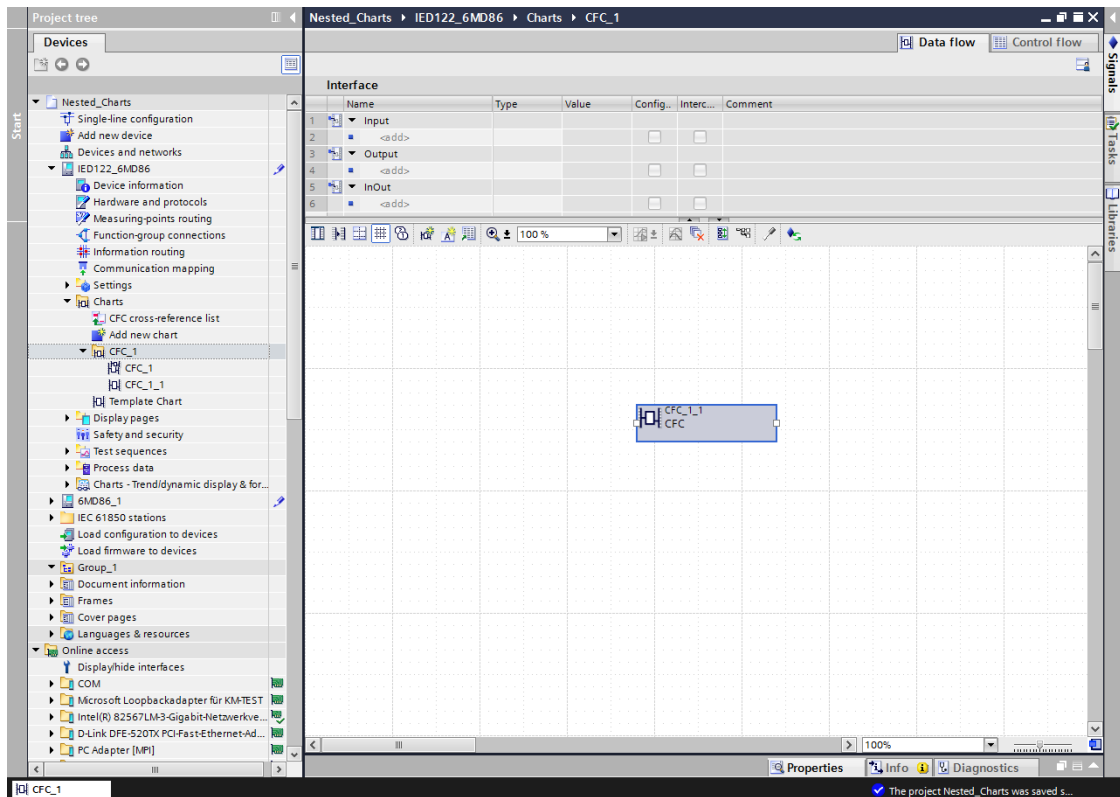 Project tree
Nested_Charts ▸ IED122_6MD86 ▸ Charts ▸ CFC_1
Devices
Data flow
Control flow
Start
Signals
Tasks
Libraries
Nested_Charts
Single-line configuration
Add new device
Devices and networks
IED122_6MD86
Device information
Hardware and protocols
Measuring-points routing
Function-group connections
Information routing
Communication mapping
Settings
Charts
CFC cross-reference list
Add new chart
CFC_1
CFC_1
CFC_1_1
Template Chart
Display pages
Safety and security
Test sequences
Process data
Charts - Trend/dynamic display & for...
6MD86_1
IEC 61850 stations
Load configuration to devices
Load firmware to devices
Group_1
Document information
Frames
Cover pages
Languages & resources
Online access
Display/hide interfaces
COM
Microsoft Loopbackadapter für KM-TEST
Intel(R) 82567LM-3-Gigabit-Netzwerkve...
D-Link DFE-520TX PCI-Fast-Ethernet-Ad...
PC Adapter [MPI]
Interface
Name Type Value Config.. Interc... Comment
1 Input
2 <add>
3 Output
4 <add>
5 InOut
6 <add>
100 %
CFC_1_1
CFC
100%
Properties Info Diagnostics
CFC_1
The project Nested_Charts was saved s...